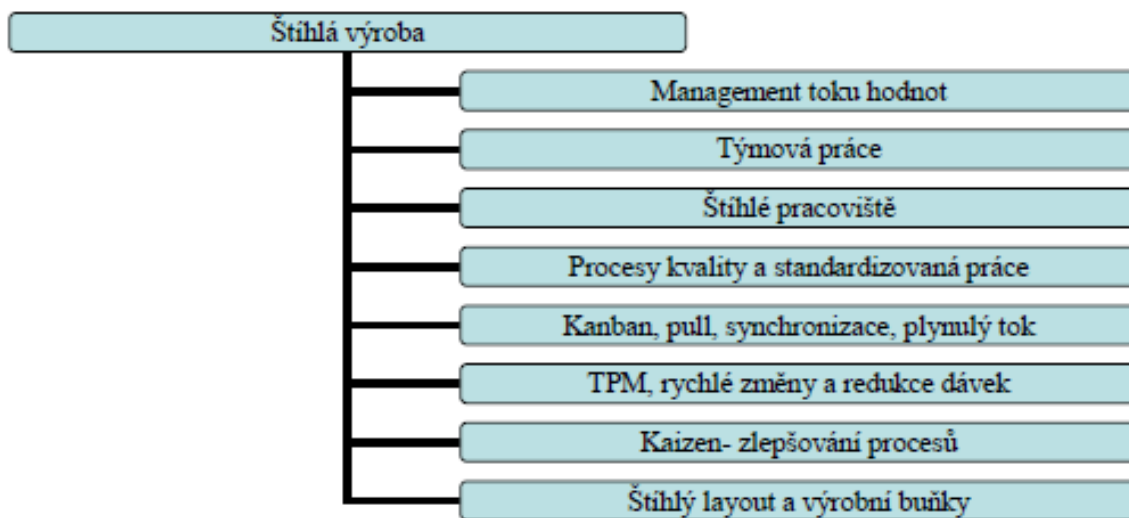 Štíhlá výroba
Management toku hodnot
Týmová práce
Štíhlé pracoviště
Procesy kvality a standardizovaná práce
Kanban, pull, synchronizace, plynulý tok
TPM, rychlé změny a redukce dávek
Kaizen- zlepšování procesů
Štíhlý layout a výrobní buňky